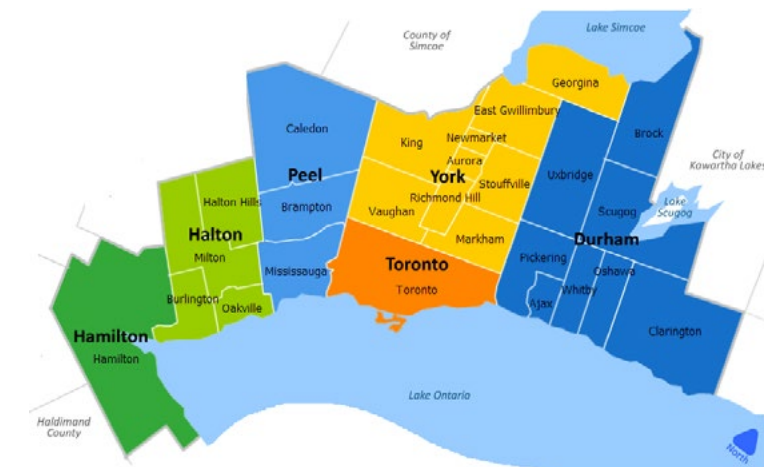 County of
Simcoe
Lake Simcoe
Georgina
East Gwillimbury
Caledon
Brock
King
Newmarket
Aurora
City of
Kawartha Lakes
Peel
York
Uxbridge
Stouffville
Halton Hills
Richmond Hill
Brampton
Vaughan
Scugog
Lake
Scugog
Halton
Markham
Durham
Milton
Pickering
Toronto
Mississauga
Oshawa
Toronto
Whitby
Burlington
Oakville
Ajax
Clarington
Hamilton
Hamilton
Lake Ontario
Haldimand
County
North